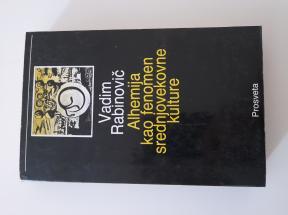 Vadim
Rabinovič
Alhemija
kao fenomen
srednjovekovne
kulture
Prosveta